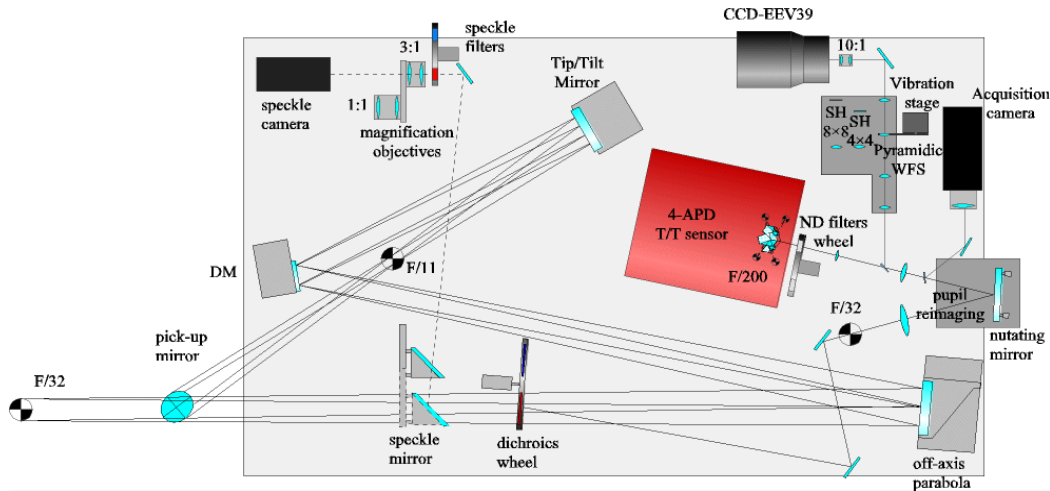 CCD-EEV39
speckle
filters
3:1
10:1
Tip/Tilt
Mirror
Vibration
stage
Acquisition
camera
speckle
camera
1:1
magnification
objectives
SH
8×8
SH
4×4
Pyramidic
WFS
4-APD
T/T sensor
ND filters
wheel
DM
F/11
F/200
pupil
reimaging
nutating
mirror
F/32
pick-up
mirror
F/32
speckle
mirror
dichroics
wheel
off-axis
parabola